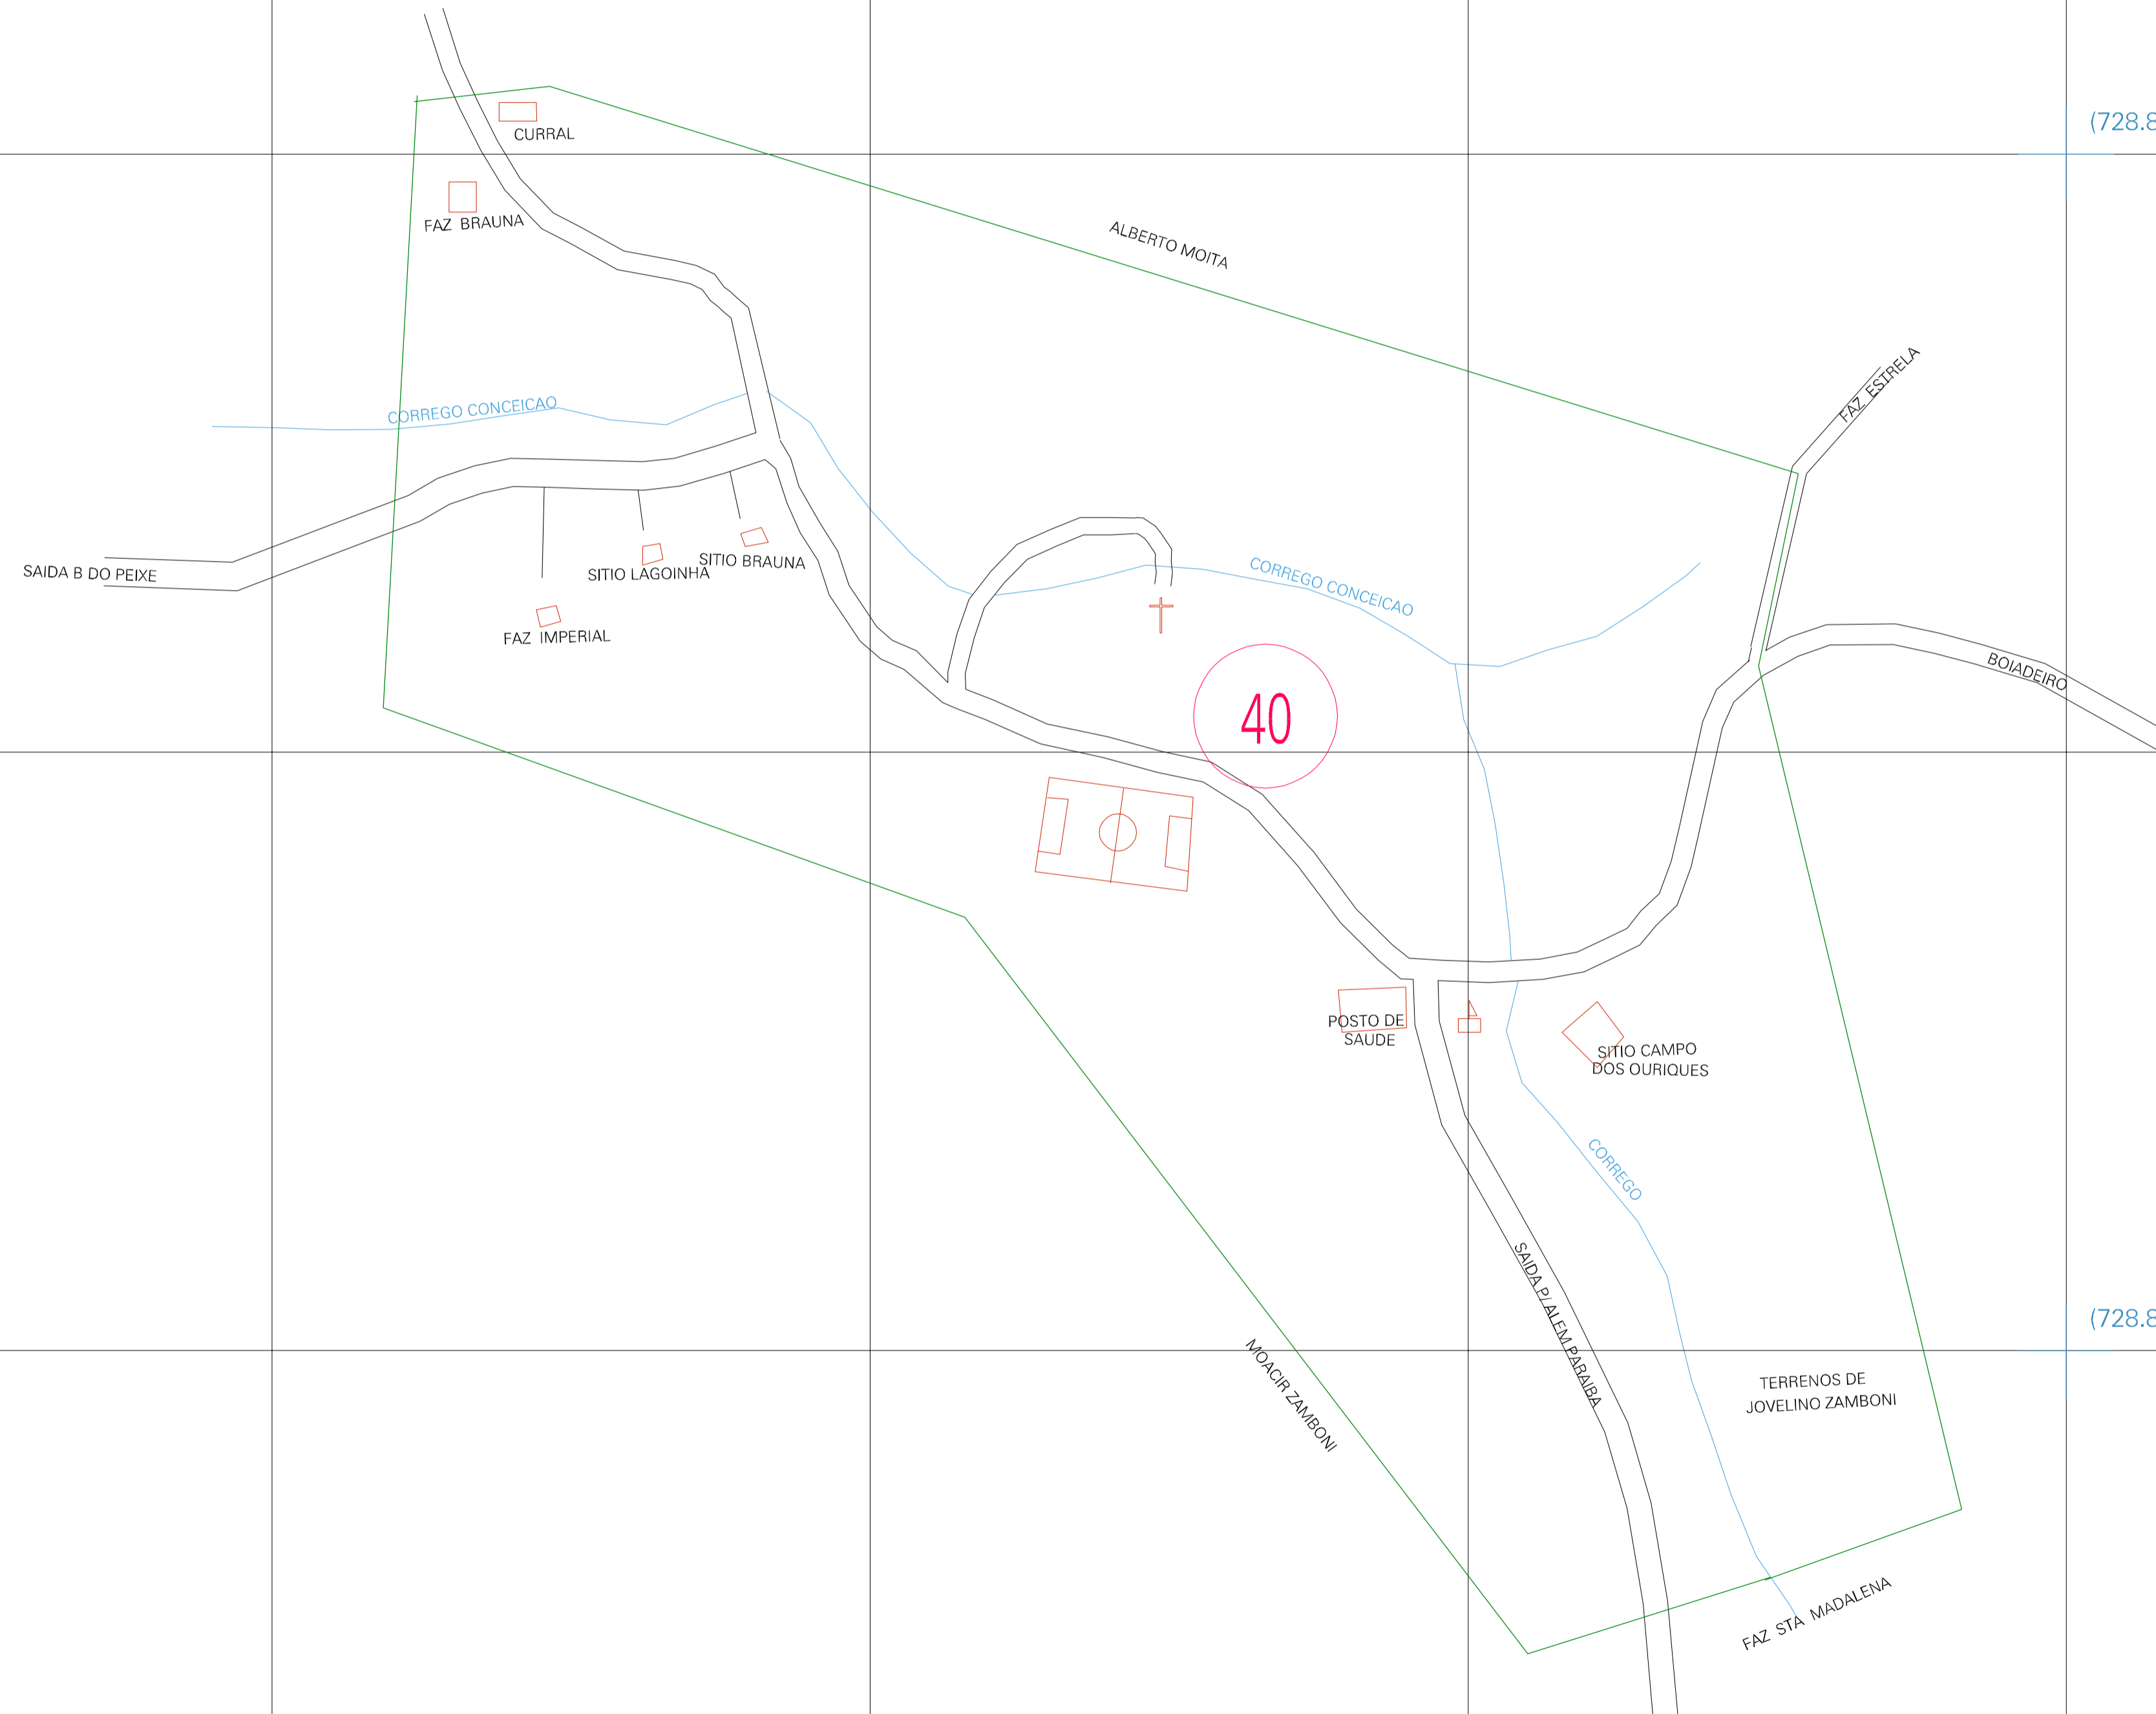 (728.8
CURRAL
FAZ BRAUNA
ALBERTO MOITA
FAZ ESTRELA
CORREGO CONCEICAO
SAIDA B DO PEIXE
SITIO LAGOINHA
SITIO BRAUNA
CORREGO CONCEICAO
FAZ IMPERIAL
BOIADEIRO
40
POSTO DE
SAUDE
SITIO CAMPO
DOS OURIQUES
CORREGO
SAIDA P/ ALEM PARAIBA
(728.8
MOACIR ZAMBONI
TERRENOS DE
JOVELINO ZAMBONI
FAZ STA MADALENA